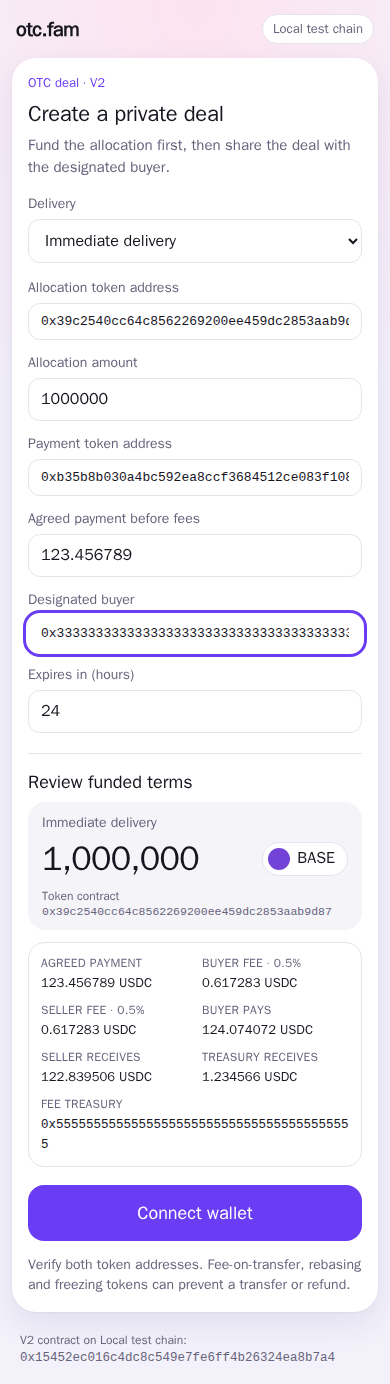 otc.fam
Local test chain
OTC deal · V2
Create a private deal
Fund the allocation first, then share the deal with
the designated buyer.
Delivery
Immediate delivery
Allocation token address
0x39c2540cc64c8562269200ee459dc2853aab9d
Allocation amount
1000000
Payment token address
0xb35b8b030a4bc592ea8ccf3684512ce083f108
Agreed payment before fees
123.456789
Designated buyer
0x33333333333333333333333333333333333333
Expires in (hours)
24
Review funded terms
Immediate delivery
1,000,000
BASE
Token contract
0x39c2540cc64c8562269200ee459dc2853aab9d87
AGREED PAYMENT
123.456789 USDC
BUYER FEE · 0.5%
0.617283 USDC
SELLER FEE · 0.5%
0.617283 USDC
BUYER PAYS
124.074072 USDC
SELLER RECEIVES
122.839506 USDC
TREASURY RECEIVES
1.234566 USDC
FEE TREASURY
0x555555555555555555555555555555555555555
5
Connect wallet
Verify both token addresses. Fee-on-transfer, rebasing
and freezing tokens can prevent a transfer or refund.
V2 contract on Local test chain:
0x15452ec016c4dc8c549e7fe6ff4b26324ea8b7a4